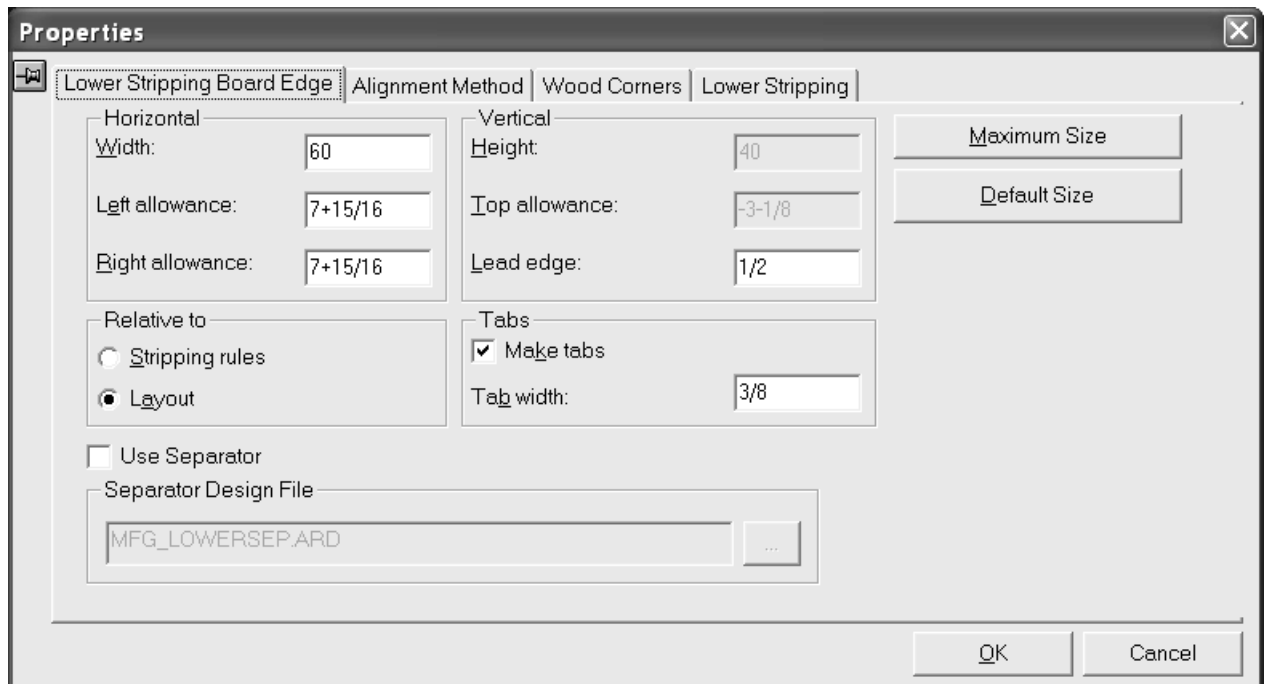 Properties
Lower Stripping Board Edge Alignment Method Wood Corners Lower Stripping
Horizontal
Width: 60
Left allowance: 7+15/16
Right allowance: 7+15/16
Vertical
Height: 40
Top allowance: -3-1/8
Lead edge: 1/2
Maximum Size
Default Size
Relative to
Stripping rules
Layout
Tabs
Make tabs
Tab width: 3/8
Use Separator
Separator Design File
MFG_LOWERSEP.ARD ...
OK Cancel